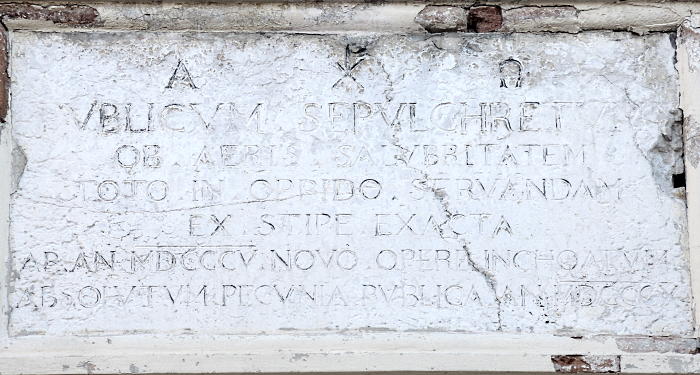 Α ☧ Ω
VBLICVM SEPVLCHRET
OB AERIS SALVBRITATEM
TOTO IN OPPIDO SERVANDAM
EX STIPE EXACTA
AB AN MDCCCV NOVO OPERE INCHOATVM
ABSOLVTVM PECVNIA PVBLICA AN MDCCCX